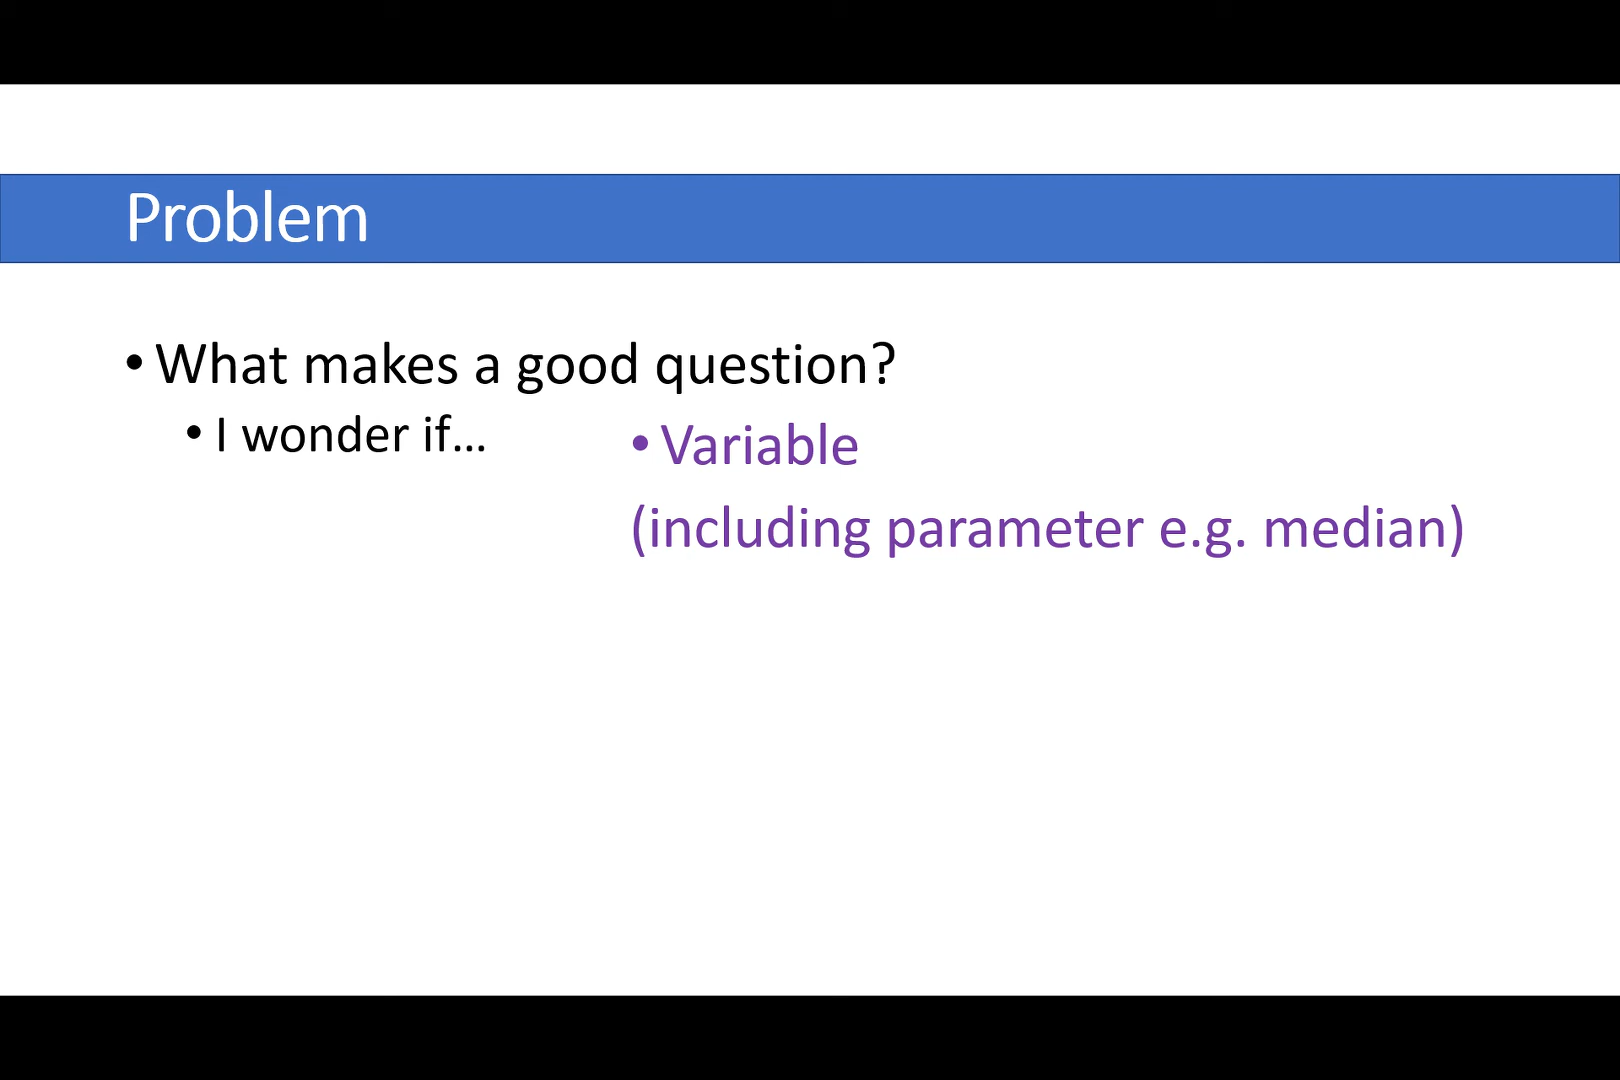 Problem
• What makes a good question?
• I wonder if...
• Variable
(including parameter e.g. median)